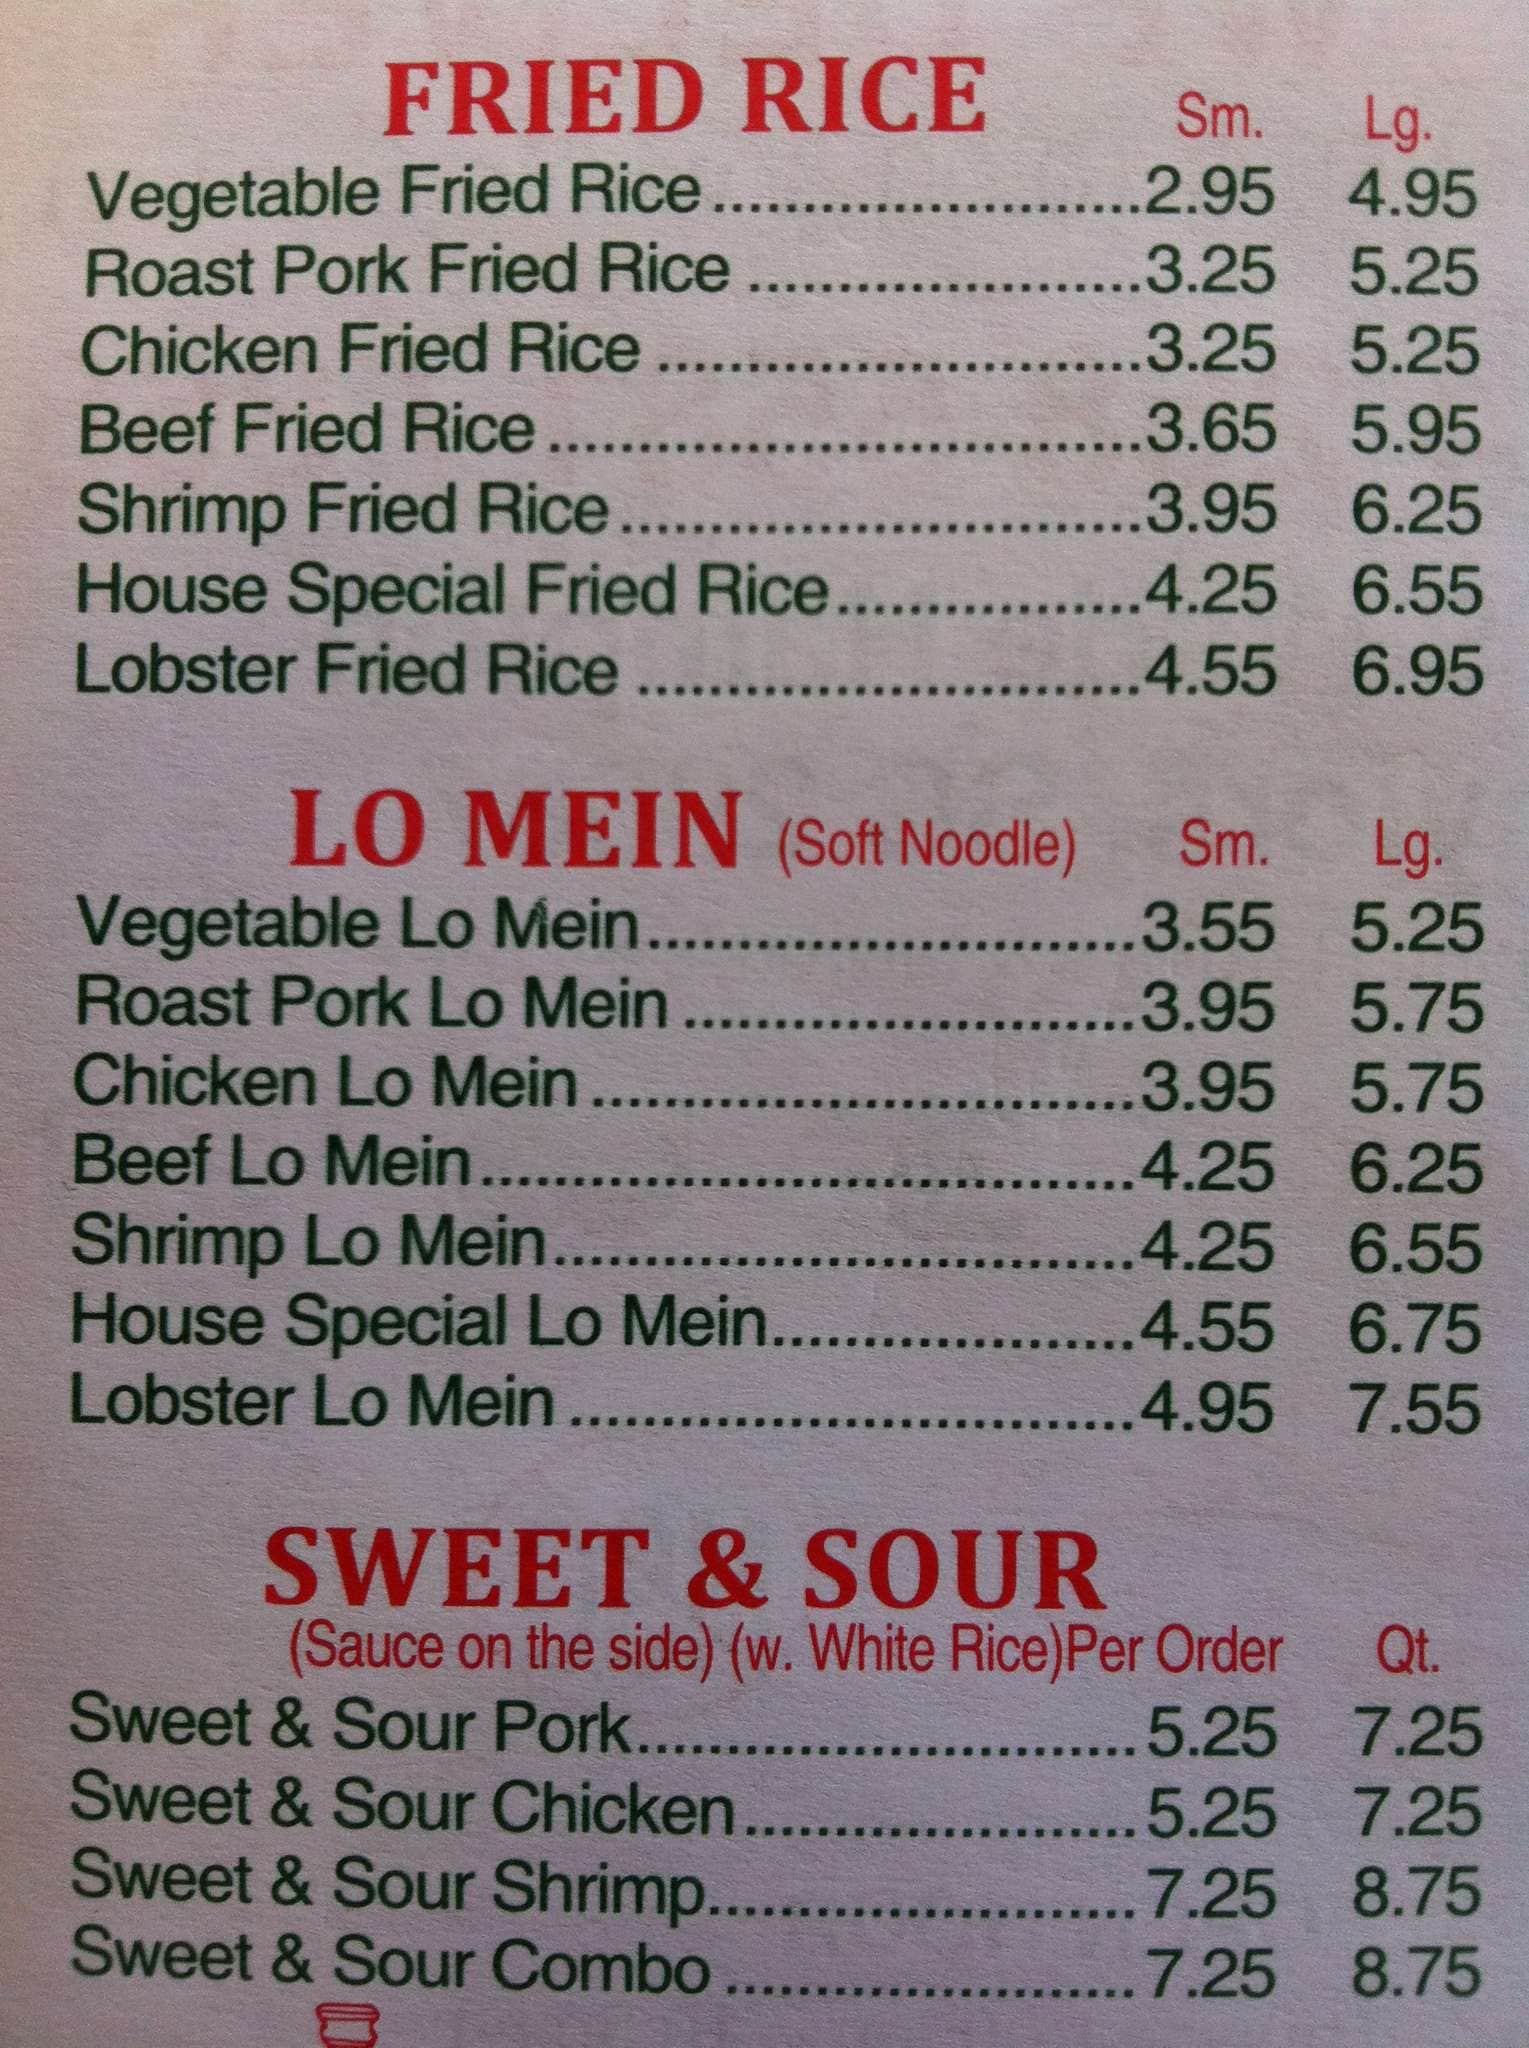 FRIED RICE Sm. Lg.
Vegetable Fried Rice........................2.95 4.95
Roast Pork Fried Rice ......................3.25 5.25
Chicken Fried Rice ...........................3.25 5.25
Beef Fried Rice.................................3.65 5.95
Shrimp Fried Rice.............................3.95 6.25
House Special Fried Rice.................4.25 6.55
Lobster Fried Rice ............................4.55 6.95
LO MEIN (Soft Noodle) Sm. Lg.
Vegetable Lo Mein...........................3.55 5.25
Roast Pork Lo Mein .........................3.95 5.75
Chicken Lo Mein ..............................3.95 5.75
Beef Lo Mein....................................4.25 6.25
Shrimp Lo Mein................................4.25 6.55
House Special Lo Mein....................4.55 6.75
Lobster Lo Mein ...............................4.95 7.55
SWEET & SOUR
(Sauce on the side) (w. White Rice)Per Order Qt.
Sweet & Sour Pork............................5.25 7.25
Sweet & Sour Chicken......................5.25 7.25
Sweet & Sour Shrimp........................7.25 8.75
Sweet & Sour Combo .......................7.25 8.75